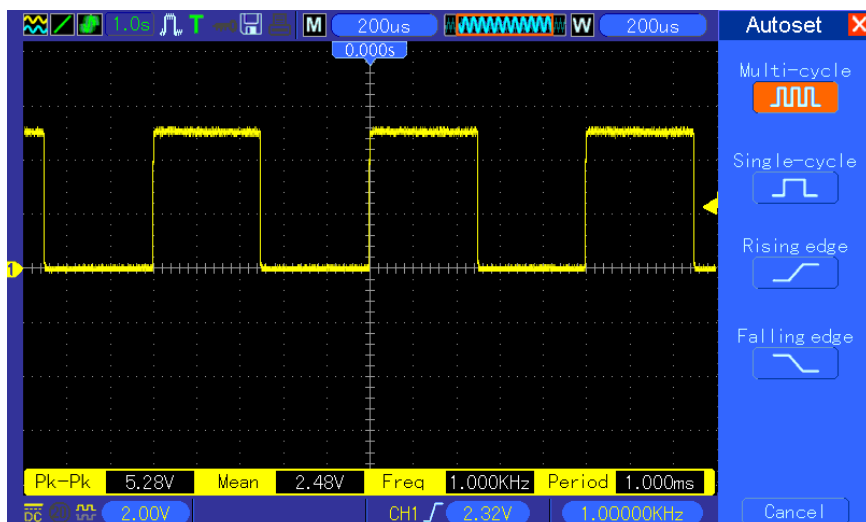 1.0s T M 200us W 200us Autoset X
0.000s
Multi-cycle
Single-cycle
1
Rising edge
Falling edge
Pk-Pk 5.28V Mean 2.48V Freq 1.000KHz Period 1.000ms
DC 2.00V CH1 2.32V 1.00000KHz Cancel